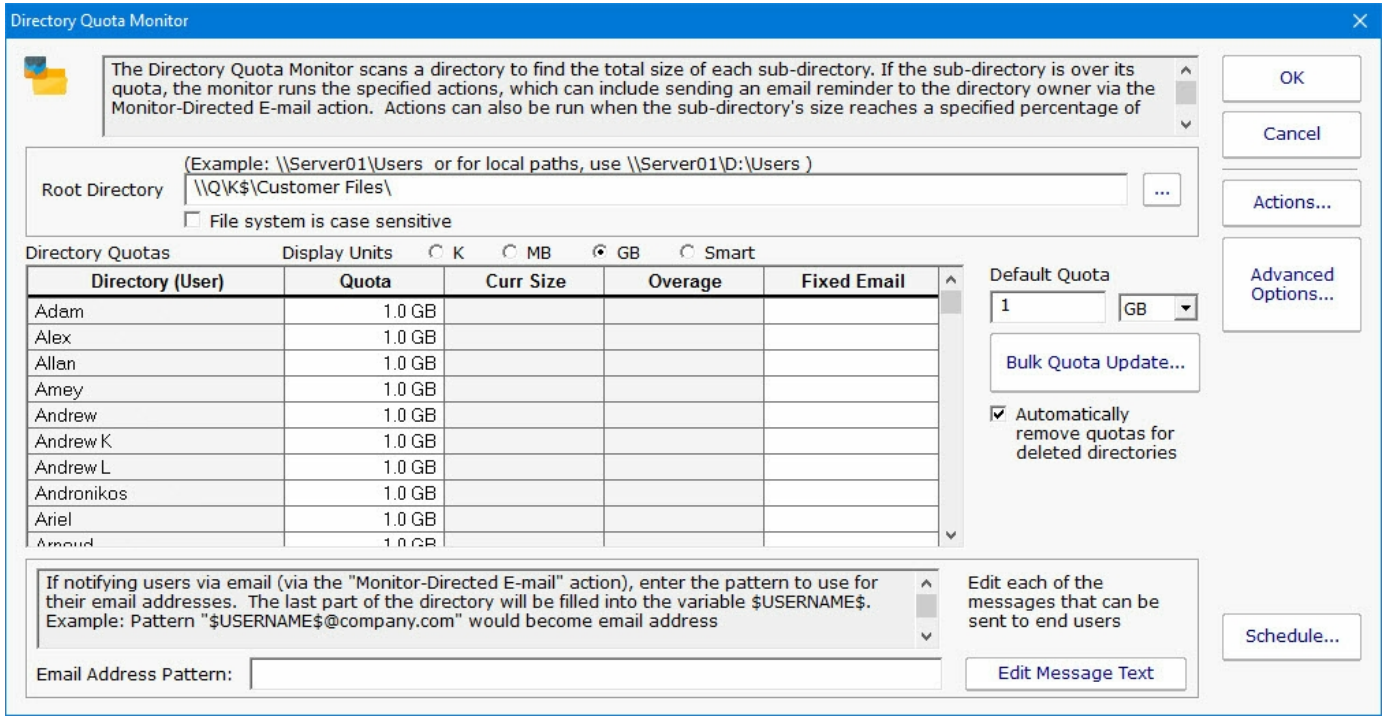 Directory Quota Monitor
The Directory Quota Monitor scans a directory to find the total size of each sub-directory. If the sub-directory is over its
quota, the monitor runs the specified actions, which can include sending an email reminder to the directory owner via the
Monitor-Directed E-mail action.  Actions can also be run when the sub-directory's size reaches a specified percentage of
OK
Cancel
(Example: \\Server01\Users  or for local paths, use \\Server01\D:\Users )
Root Directory \\Q\K$\Customer Files\ ...
File system is case sensitive
Actions...
Directory Quotas Display Units K MB GB Smart
Directory (User) Quota Curr Size Overage Fixed Email
Adam 1.0 GB
Alex 1.0 GB
Allan 1.0 GB
Amey 1.0 GB
Andrew 1.0 GB
Andrew K 1.0 GB
Andrew L 1.0 GB
Andronikos 1.0 GB
Ariel 1.0 GB
Arnoud 1.0 GB
Default Quota
1 GB
Bulk Quota Update...
Automatically
remove quotas for
deleted directories
Advanced
Options...
If notifying users via email (via the "Monitor-Directed E-mail" action), enter the pattern to use for
their email addresses.  The last part of the directory will be filled into the variable $USERNAME$.
Example: Pattern "$USERNAME$@company.com" would become email address
Edit each of the
messages that can be
sent to end users
Email Address Pattern:
Edit Message Text
Schedule...